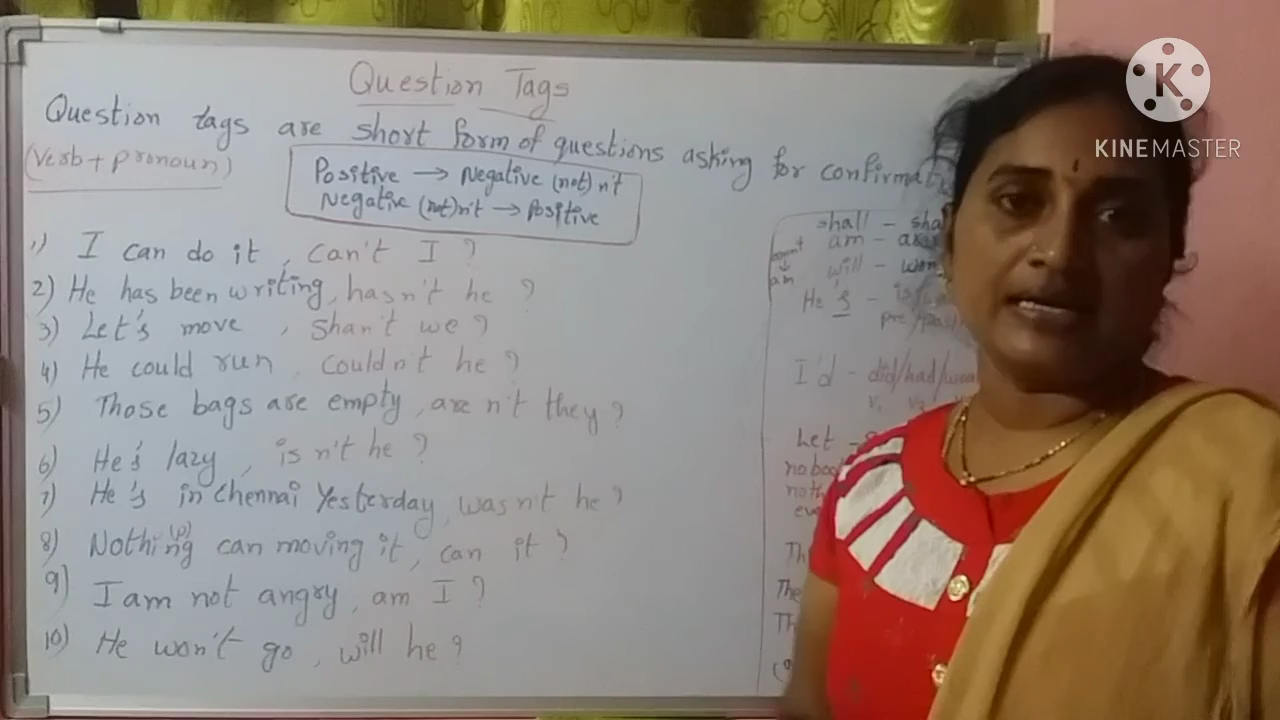 Question Tags
Question tags are short form of questions asking for
(Verb + pronoun)
Positive → Negative (not) n't
Negative (not) n't → Positive
1) I can do it, can't I ?
2) He has been writing, hasn't he ?
3) Let's move, shan't we ?
4) He could run, couldn't he ?
5) Those bags are empty, are n't they ?
6) He's lazy, is n't he ?
7) He's in Chennai Yesterday, wasn't he ?
8) Nothing (p) can moving it, can it ?
9) I am not angry, am I ?
10) He won't go, will he ?
shall –
am –
will –
am
He 's –
I'd – did/had/
Let –
K
KINEMASTER